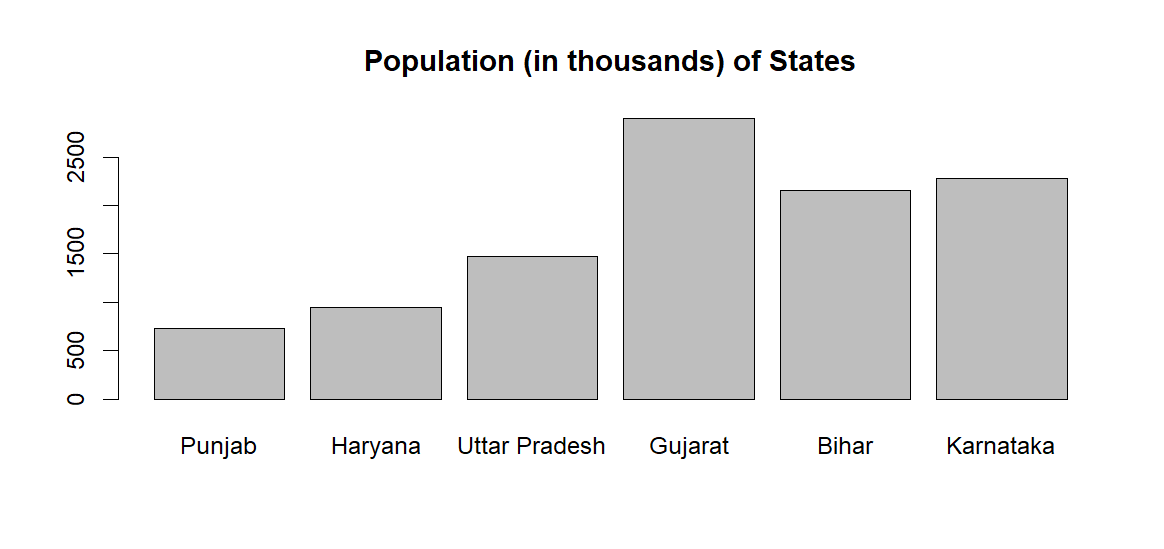 Population (in thousands) of States
2500
1500
500
0
Punjab Haryana Uttar Pradesh Gujarat Bihar Karnataka